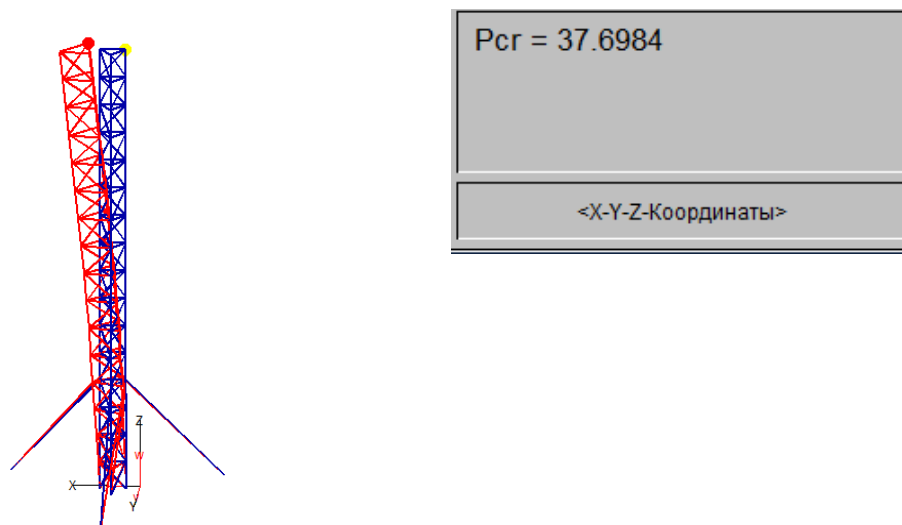 Pcr = 37.6984
<X-Y-Z-Координаты>
Z
W
X
V
Y